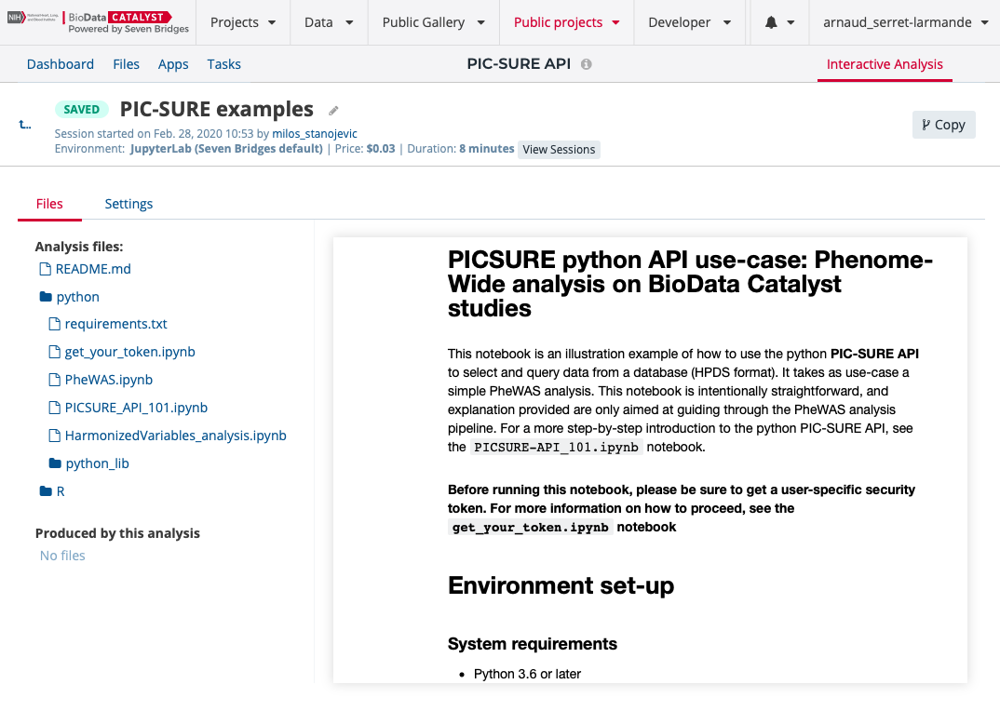 NIH National Heart, Lung, and Blood Institute BioData CATALYST
Powered by Seven Bridges
Projects Data Public Gallery Public projects Developer arnaud_serret-larmande
Dashboard Files Apps Tasks PIC-SURE API Interactive Analysis
SAVED PIC-SURE examples
Session started on Feb. 28, 2020 10:53 by milos_stanojevic
Environment: JupyterLab (Seven Bridges default) | Price: $0.03 | Duration: 8 minutes View Sessions
Copy
Files Settings
Analysis files:
README.md
python
requirements.txt
get_your_token.ipynb
PheWAS.ipynb
PICSURE_API_101.ipynb
HarmonizedVariables_analysis.ipynb
python_lib
R
Produced by this analysis
No files
PICSURE python API use-case: Phenome-
Wide analysis on BioData Catalyst
studies
This notebook is an illustration example of how to use the python PIC-SURE API
to select and query data from a database (HPDS format). It takes as use-case a
simple PheWAS analysis. This notebook is intentionally straightforward, and
explanation provided are only aimed at guiding through the PheWAS analysis
pipeline. For a more step-by-step introduction to the python PIC-SURE API, see
the PICSURE-API_101.ipynb notebook.
Before running this notebook, please be sure to get a user-specific security
token. For more information on how to proceed, see the
get_your_token.ipynb notebook
Environment set-up
System requirements
• Python 3.6 or later